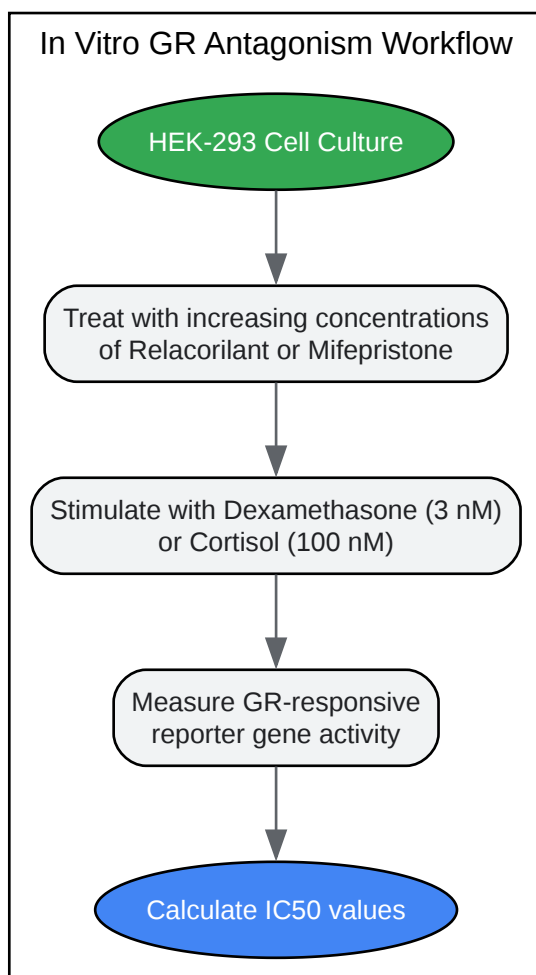 In Vitro GR Antagonism Workflow
HEK-293 Cell Culture
Treat with increasing concentrations
of Relacorilant or Mifepristone
Stimulate with Dexamethasone (3 nM)
or Cortisol (100 nM)
Measure GR-responsive
reporter gene activity
Calculate IC50 values